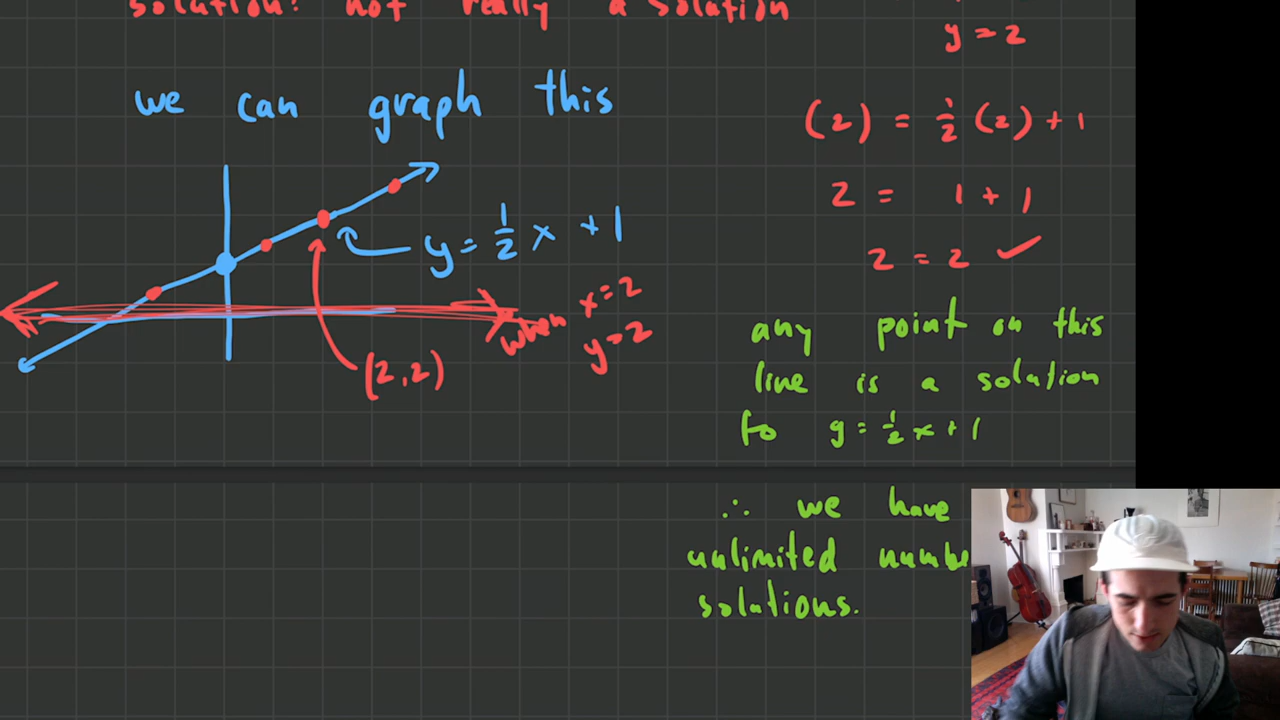 solution? not really a solution
y = 2
we can graph this
(2) = 1/2 (2) + 1
2 = 1 + 1
2 = 2 ✓
y = 1/2 x + 1
when x = 2
y = 2
(2,2)
any point on this
line is a solution
to y = 1/2 x + 1
∴ we have
unlimited numbe
solutions.